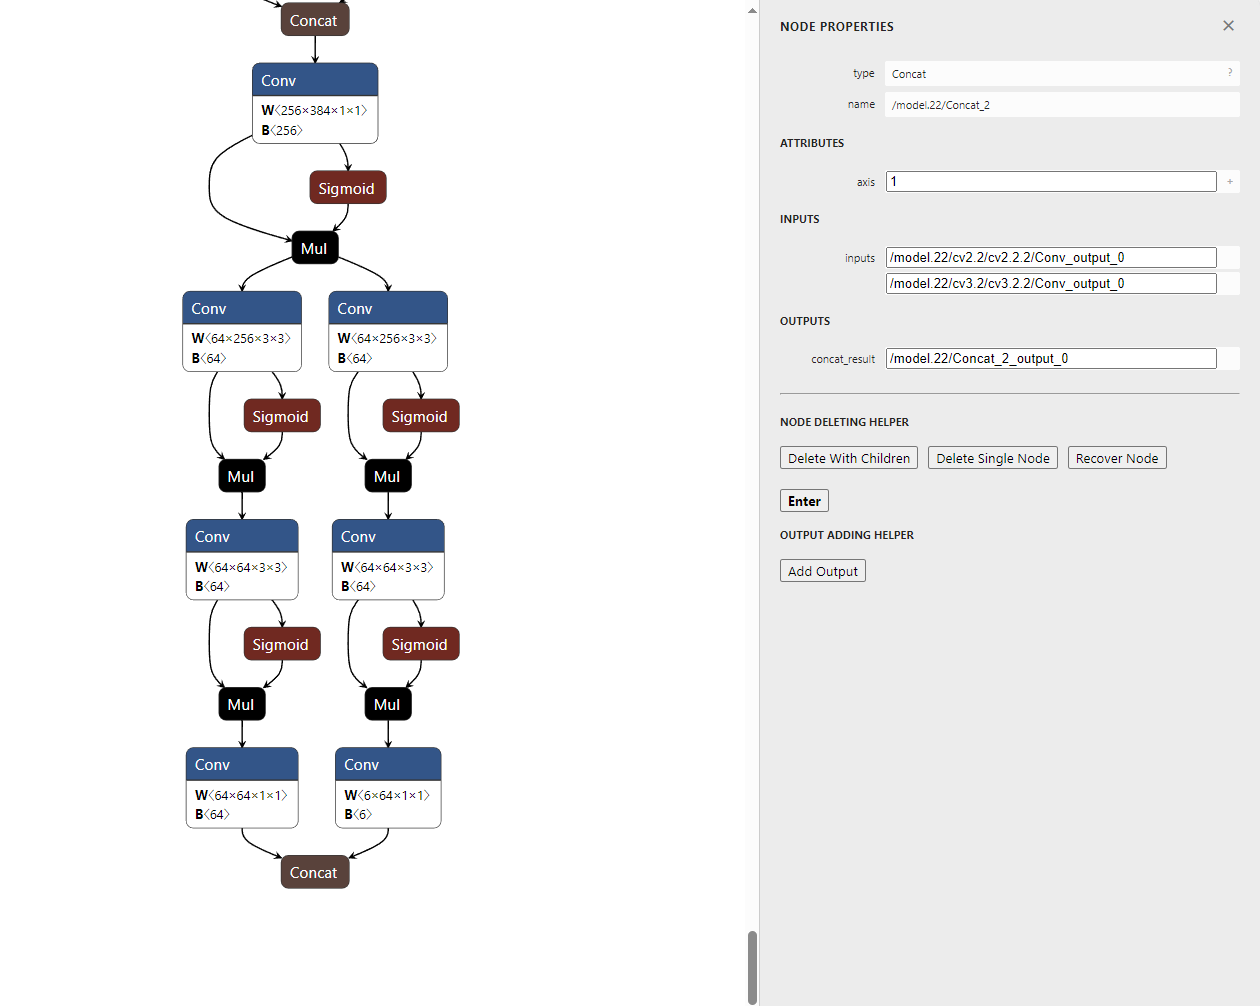 Concat
Conv
W⟨256×384×1×1⟩
B⟨256⟩
Sigmoid
Mul
Conv
W⟨64×256×3×3⟩
B⟨64⟩
Conv
W⟨64×256×3×3⟩
B⟨64⟩
Sigmoid
Sigmoid
Mul
Mul
Conv
W⟨64×64×3×3⟩
B⟨64⟩
Conv
W⟨64×64×3×3⟩
B⟨64⟩
Sigmoid
Sigmoid
Mul
Mul
Conv
W⟨64×64×1×1⟩
B⟨64⟩
Conv
W⟨6×64×1×1⟩
B⟨6⟩
Concat
NODE PROPERTIES ×
type Concat ?
name /model.22/Concat_2
ATTRIBUTES
axis 1 +
INPUTS
inputs /model.22/cv2.2/cv2.2.2/Conv_output_0
/model.22/cv3.2/cv3.2.2/Conv_output_0
OUTPUTS
concat_result /model.22/Concat_2_output_0
NODE DELETING HELPER
Delete With Children Delete Single Node Recover Node
Enter
OUTPUT ADDING HELPER
Add Output